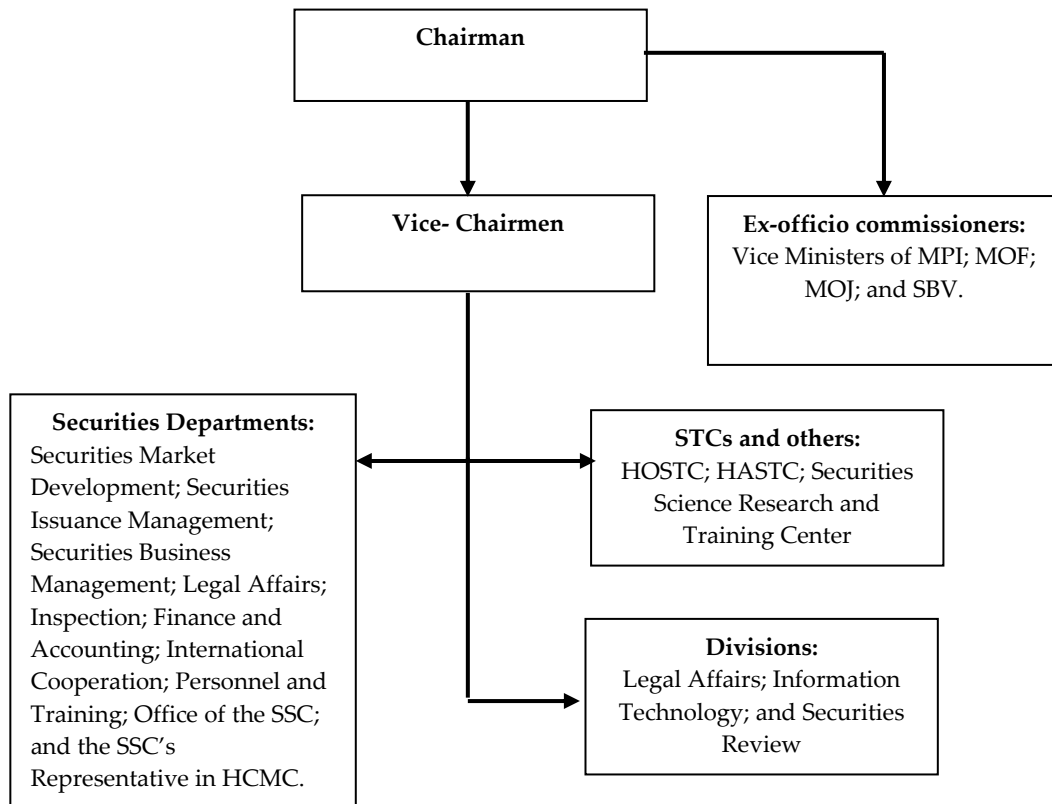 Chairman
Vice- Chairmen
Ex-officio commissioners:
Vice Ministers of MPI; MOF;
MOJ; and SBV.
Securities Departments:
Securities Market
Development; Securities
Issuance Management;
Securities Business
Management; Legal Affairs;
Inspection; Finance and
Accounting; International
Cooperation; Personnel and
Training; Office of the SSC;
and the SSC’s
Representative in HCMC.
STCs and others:
HOSTC; HASTC; Securities
Science Research and
Training Center
Divisions:
Legal Affairs; Information
Technology; and Securities
Review